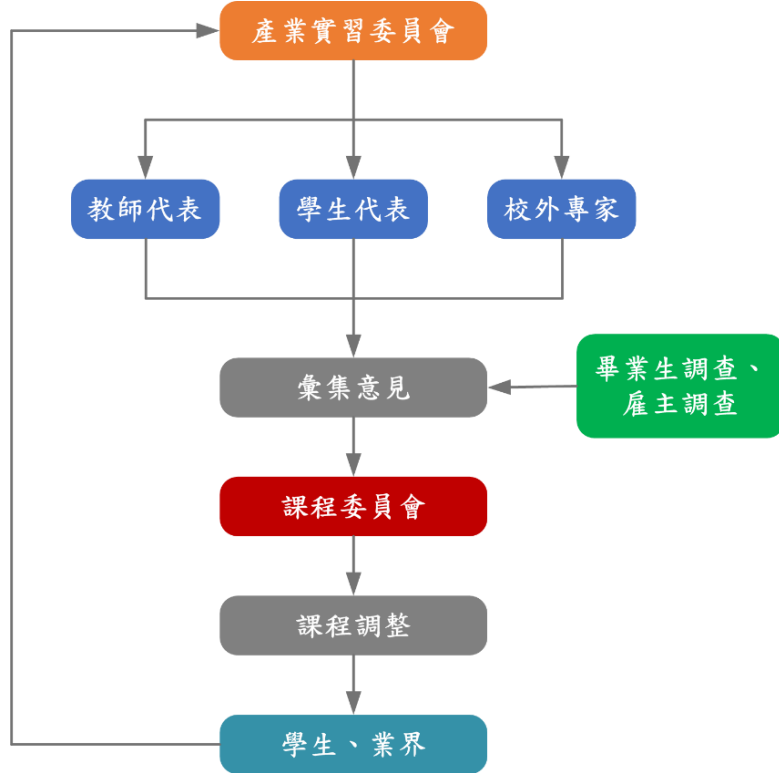 產業實習委員會
教師代表
學生代表
校外專家
彙集意見
畢業生調查、
雇主調查
課程委員會
課程調整
學生、業界